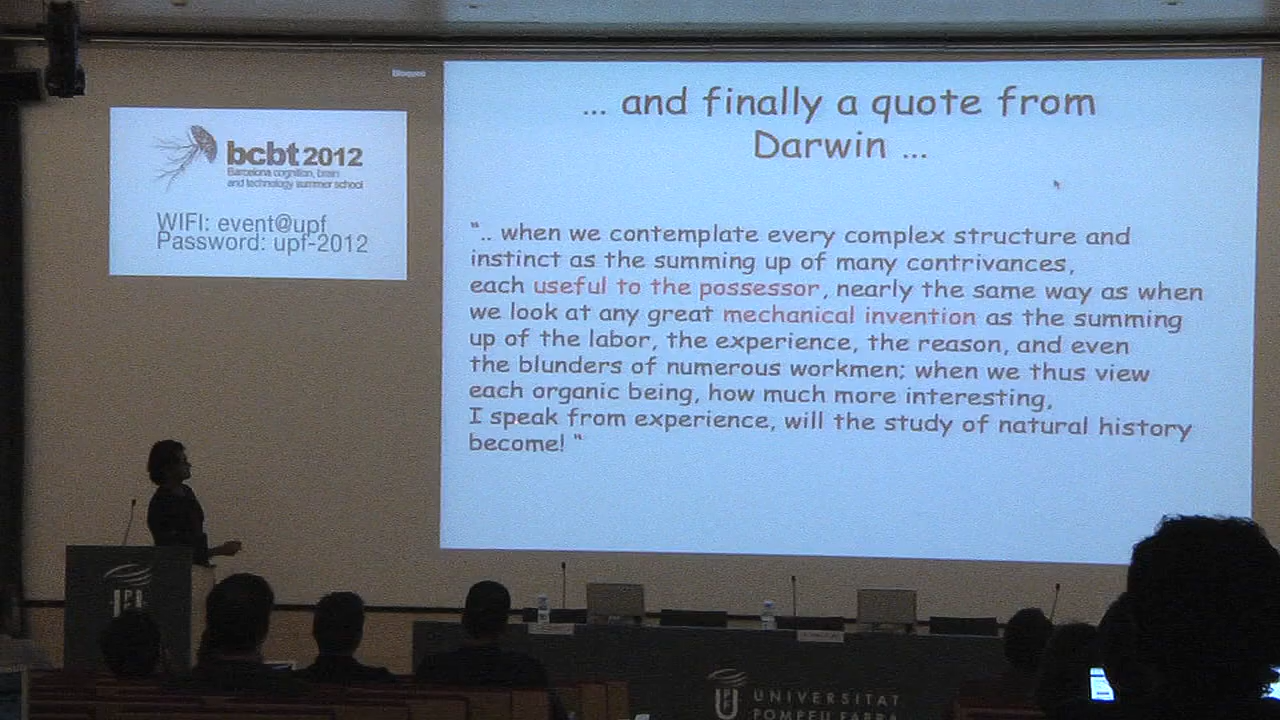 Bloques
bcbt 2012
Barcelona cognition, brain
and technology summer school
WIFI: event@upf
Password: upf-2012
... and finally a quote from
Darwin ...
".. when we contemplate every complex structure and
instinct as the summing up of many contrivances,
each useful to the possessor, nearly the same way as when
we look at any great mechanical invention as the summing
up of the labor, the experience, the reason, and even
the blunders of numerous workmen; when we thus view
each organic being, how much more interesting,
I speak from experience, will the study of natural history
become! "
UNIVERSITAT
POMPEU FABRA